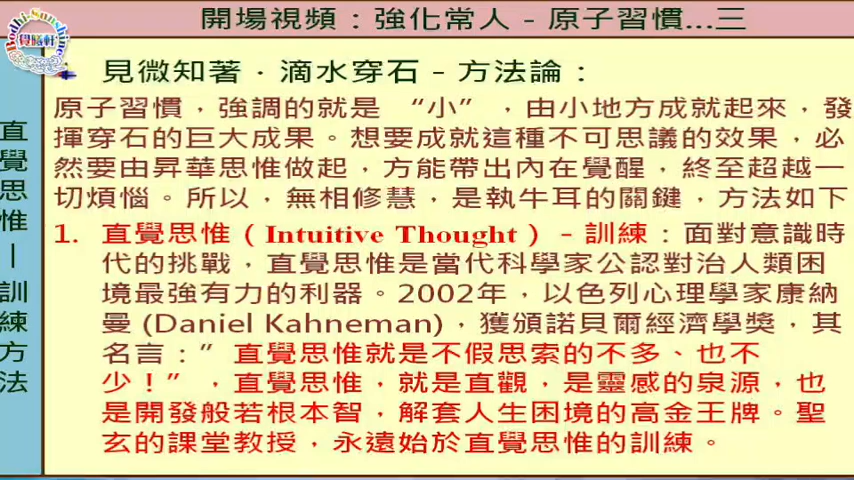 開場視頻：強化常人 - 原子習慣...三
Bodhi Sunshine
覺曦軒
直覺思惟｜訓練方法
見微知著．滴水穿石 - 方法論：
原子習慣，強調的就是 “小” ，由小地方成就起來，發
揮穿石的巨大成果。想要成就這種不可思議的效果，必
然要由昇華思惟做起，方能帶出內在覺醒，終至超越一
切煩惱。所以，無相修慧，是執牛耳的關鍵，方法如下
1. 直覺思惟（Intuitive Thought） - 訓練：面對意識時
代的挑戰，直覺思惟是當代科學家公認對治人類困
境最強有力的利器。2002年，以色列心理學家康納
曼 (Daniel Kahneman)，獲頒諾貝爾經濟學獎，其
名言：” 直覺思惟就是不假思索的不多、也不
少！” ，直覺思惟，就是直觀，是靈感的泉源，也
是開發般若根本智，解套人生困境的高金王牌。聖
玄的課堂教授，永遠始於直覺思惟的訓練。